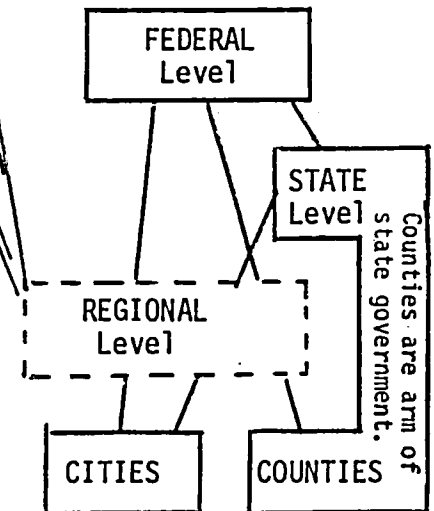 FEDERAL
Level
STATE
Level
Counties are arm of
state government.
REGIONAL
Level
CITIES
COUNTIES